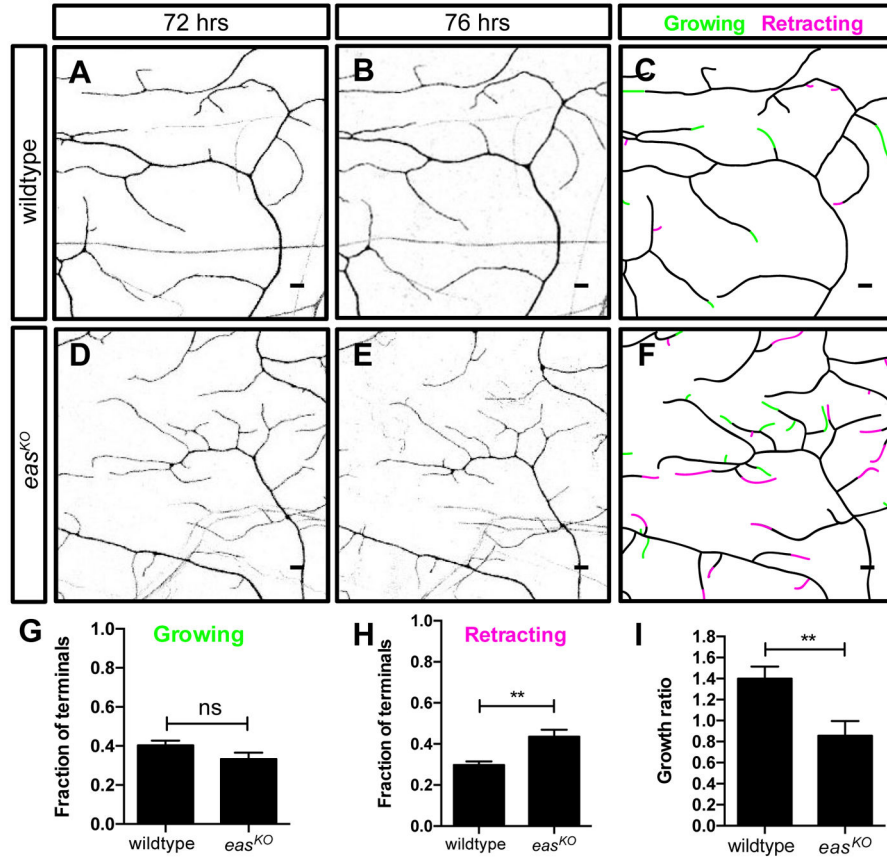 72 hrs
76 hrs
Growing Retracting
wildtype
A
B
C
eas^KO
D
E
F
G
Growing
Fraction of terminals
1.0
0.8
0.6
0.4
0.2
0.0
ns
wildtype
eas^KO
H
Retracting
Fraction of terminals
1.0
0.8
0.6
0.4
0.2
0.0
**
wildtype
eas^KO
I
Growth ratio
1.8
1.6
1.4
1.2
1.0
0.8
0.6
0.4
0.2
0.0
**
wildtype
eas^KO